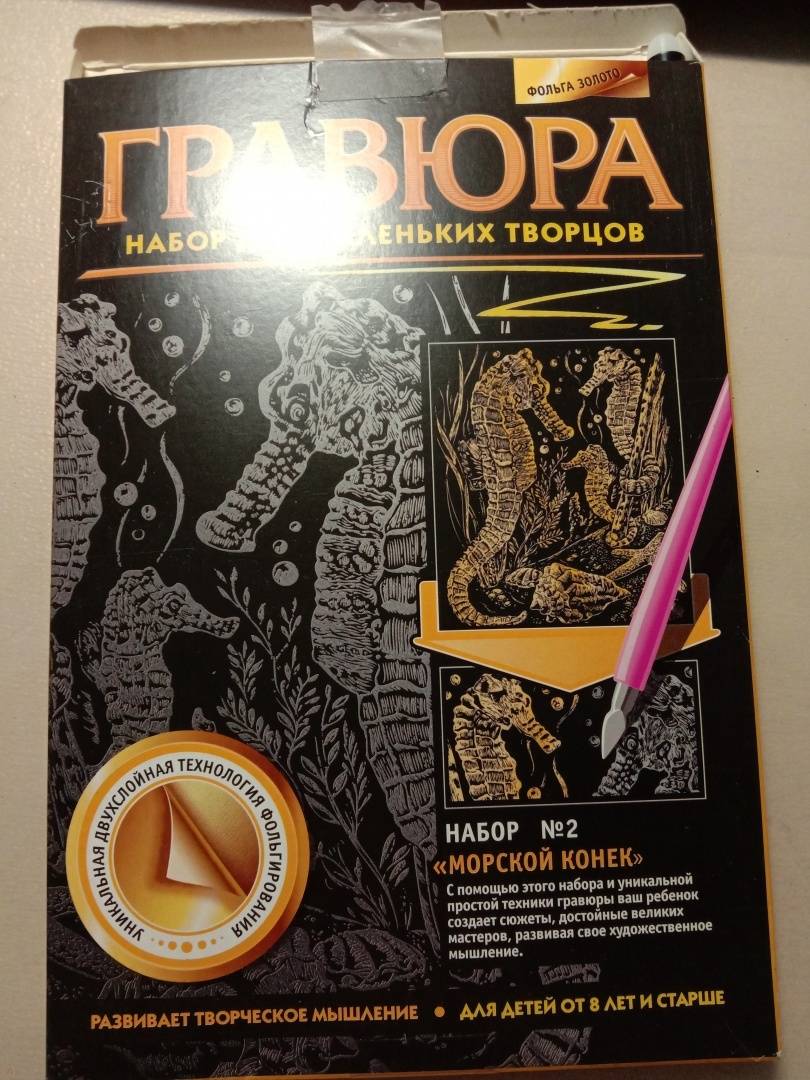 ФОЛЬГА ЗОЛОТО
ГРАВЮРА
НАБОР ЛЕНЬКИХ ТВОРЦОВ
НАБОР №2
«МОРСКОЙ КОНЕК»
С помощью этого набора и уникальной
простой техники гравюры ваш ребенок
создает сюжеты, достойные великих
мастеров, развивая свое художественное
мышление.
УНИКАЛЬНАЯ ДВУХСЛОЙНАЯ ТЕХНОЛОГИЯ ФОЛЬГИРОВАНИЯ
РАЗВИВАЕТ ТВОРЧЕСКОЕ МЫШЛЕНИЕ • ДЛЯ ДЕТЕЙ ОТ 8 ЛЕТ И СТАРШЕ